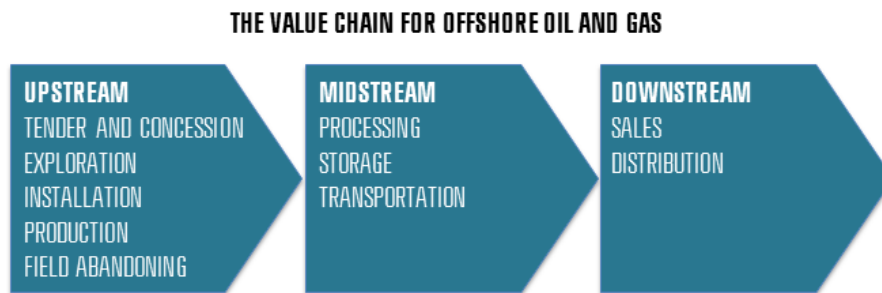 THE VALUE CHAIN FOR OFFSHORE OIL AND GAS
UPSTREAM
TENDER AND CONCESSION
EXPLORATION
INSTALLATION
PRODUCTION
FIELD ABANDONING
MIDSTREAM
PROCESSING
STORAGE
TRANSPORTATION
DOWNSTREAM
SALES
DISTRIBUTION